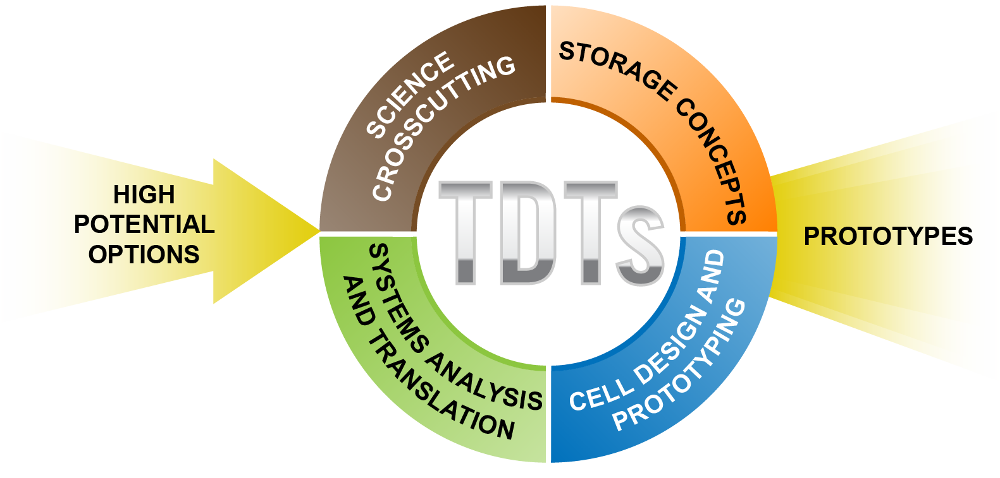 SCIENCE
CROSSCUTTING
STORAGE CONCEPTS
HIGH
POTENTIAL
OPTIONS
TDTs
PROTOTYPES
SYSTEMS ANALYSIS
AND TRANSLATION
CELL DESIGN AND
PROTOTYPING